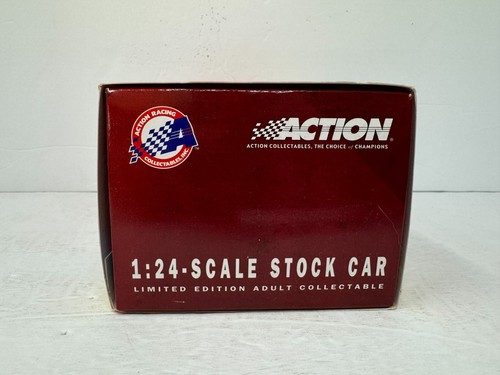 ACTION RACING
COLLECTABLES, INC.
ACTION®
ACTION COLLECTABLES, THE CHOICE of CHAMPIONS
1:24-SCALE STOCK CAR
LIMITED EDITION ADULT COLLECTABLE